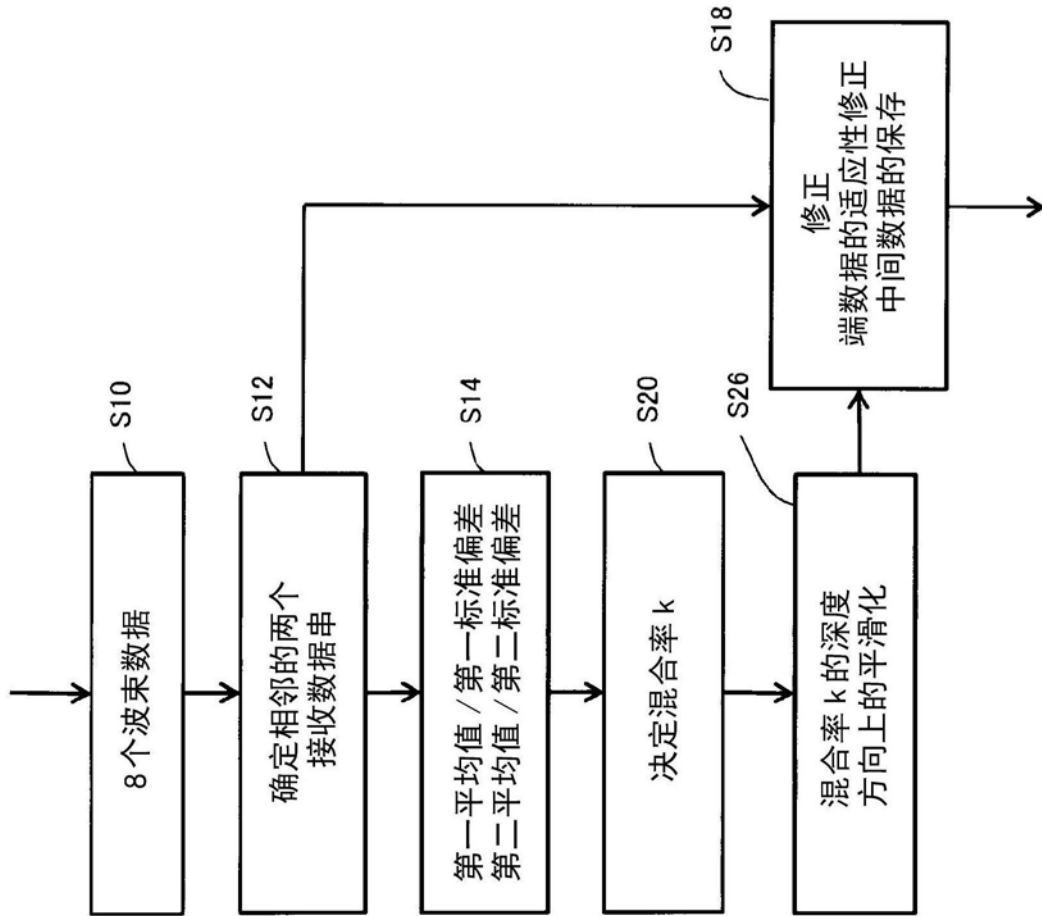 S10
8个波束数据
S12
确定相邻的两个
接收数据串
S14
第一平均值/第一标准偏差
第二平均值/第二标准偏差
S20
决定混合率k
S26
混合率k的深度
方向上的平滑化
S18
修正
端数据的适应性修正
中间数据的保存